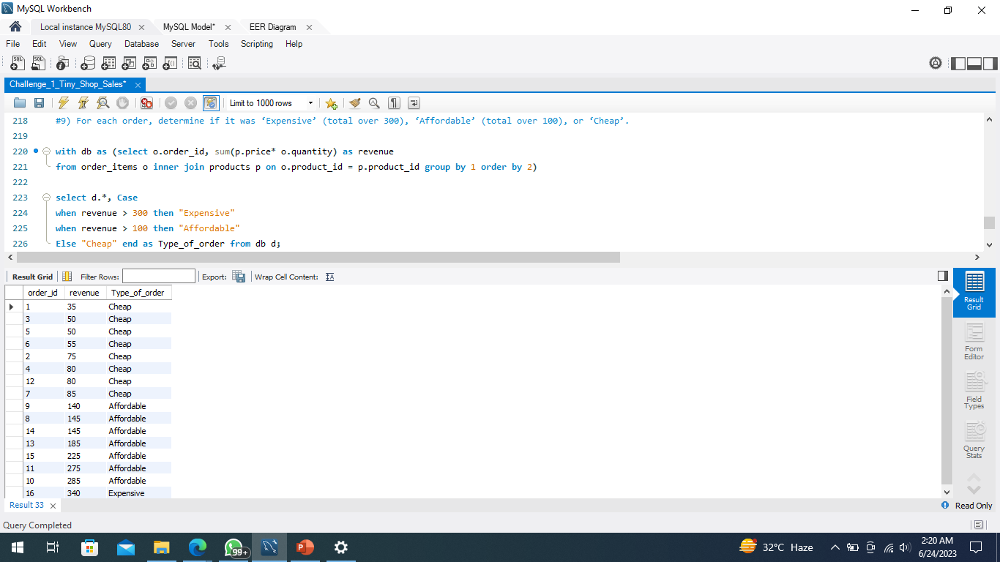 MySQL Workbench
Local instance MySQL80 MySQL Model* EER Diagram
File Edit View Query Database Server Tools Scripting Help
Challenge_1_Tiny_Shop_Sales*
Limit to 1000 rows
218 #9) For each order, determine if it was ‘Expensive’ (total over 300), ‘Affordable’ (total over 100), or ‘Cheap’.
219
220 with db as (select o.order_id, sum(p.price* o.quantity) as revenue
221 from order_items o inner join products p on o.product_id = p.product_id group by 1 order by 2)
222
223 select d.*, Case
224 when revenue > 300 then "Expensive"
225 when revenue > 100 then "Affordable"
226 Else "Cheap" end as Type_of_order from db d;
Result Grid Filter Rows: Export: Wrap Cell Content:
order_id revenue Type_of_order
1 35 Cheap
3 50 Cheap
5 50 Cheap
6 55 Cheap
2 75 Cheap
4 80 Cheap
12 80 Cheap
7 85 Cheap
9 140 Affordable
8 145 Affordable
14 145 Affordable
13 185 Affordable
15 225 Affordable
11 275 Affordable
10 285 Affordable
16 340 Expensive
Result
Grid
Form
Editor
Field
Types
Query
Stats
Result 33 Read Only
Query Completed
99+ 32°C Haze 2:20 AM
6/24/2023